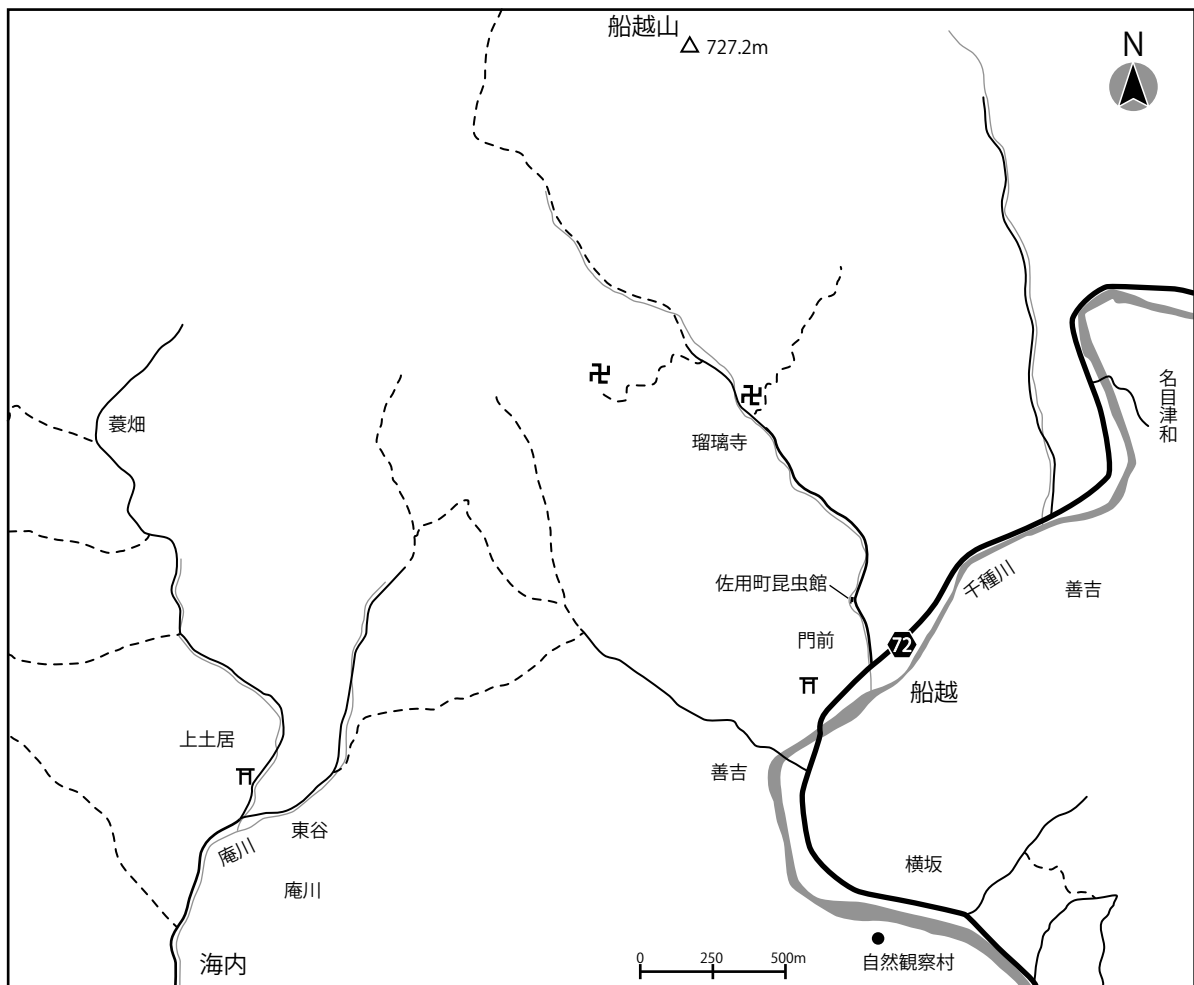 船越山
727.2m
N
名目津和
蓑畑
瑠璃寺
佐用町昆虫館
千種川
善吉
門前
72
船越
上土居
善吉
東谷
庵川
横坂
庵川
自然観察村
海内
0 250 500m